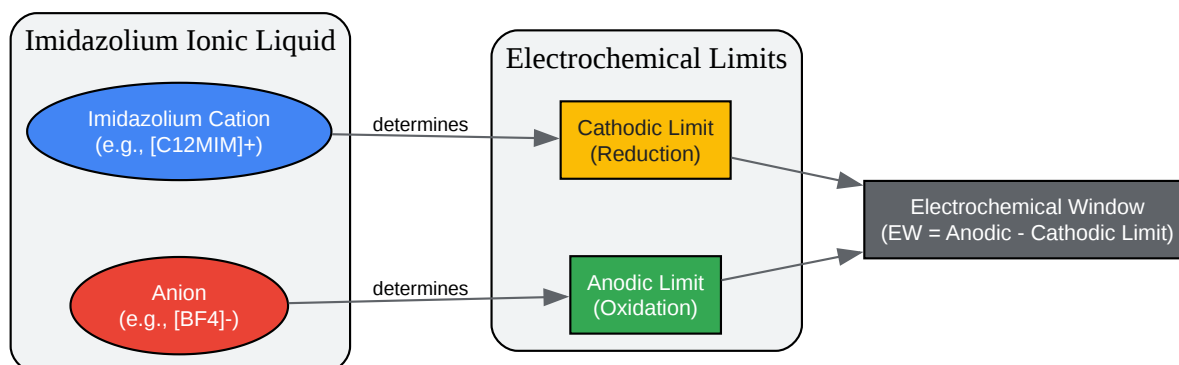 Imidazolium Ionic Liquid
Imidazolium Cation
(e.g., [C12MIM]+)
Anion
(e.g., [BF4]-)
determines
determines
Electrochemical Limits
Cathodic Limit
(Reduction)
Anodic Limit
(Oxidation)
Electrochemical Window
(EW = Anodic - Cathodic Limit)